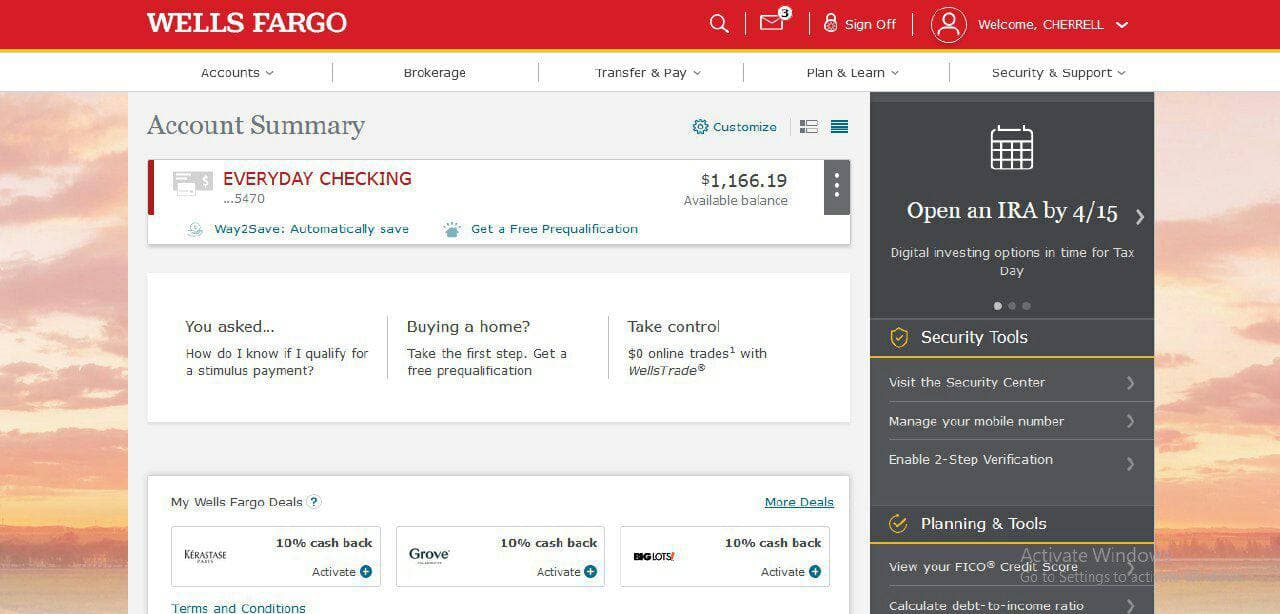 WELLS FARGO
3
Sign Off
Welcome, CHERRELL
Accounts
Brokerage
Transfer & Pay
Plan & Learn
Security & Support
Account Summary
Customize
EVERYDAY CHECKING
...5470
$1,166.19
Available balance
Way2Save: Automatically save
Get a Free Prequalification
You asked...
How do I know if I qualify for
a stimulus payment?
Buying a home?
Take the first step. Get a
free prequalification
Take control
$0 online trades¹ with
WellsTrade®
My Wells Fargo Deals ?
More Deals
KÉRASTASE
PARIS
10% cash back
Activate
Grove
10% cash back
Activate
BIG LOTS!
10% cash back
Activate
Terms and Conditions
Open an IRA by 4/15
Digital investing options in time for Tax
Day
Security Tools
Visit the Security Center
Manage your mobile number
Enable 2-Step Verification
Planning & Tools
View your FICO® Credit Score
Calculate debt-to-income ratio
Activate Windows
Go to Settings to activate Windows.